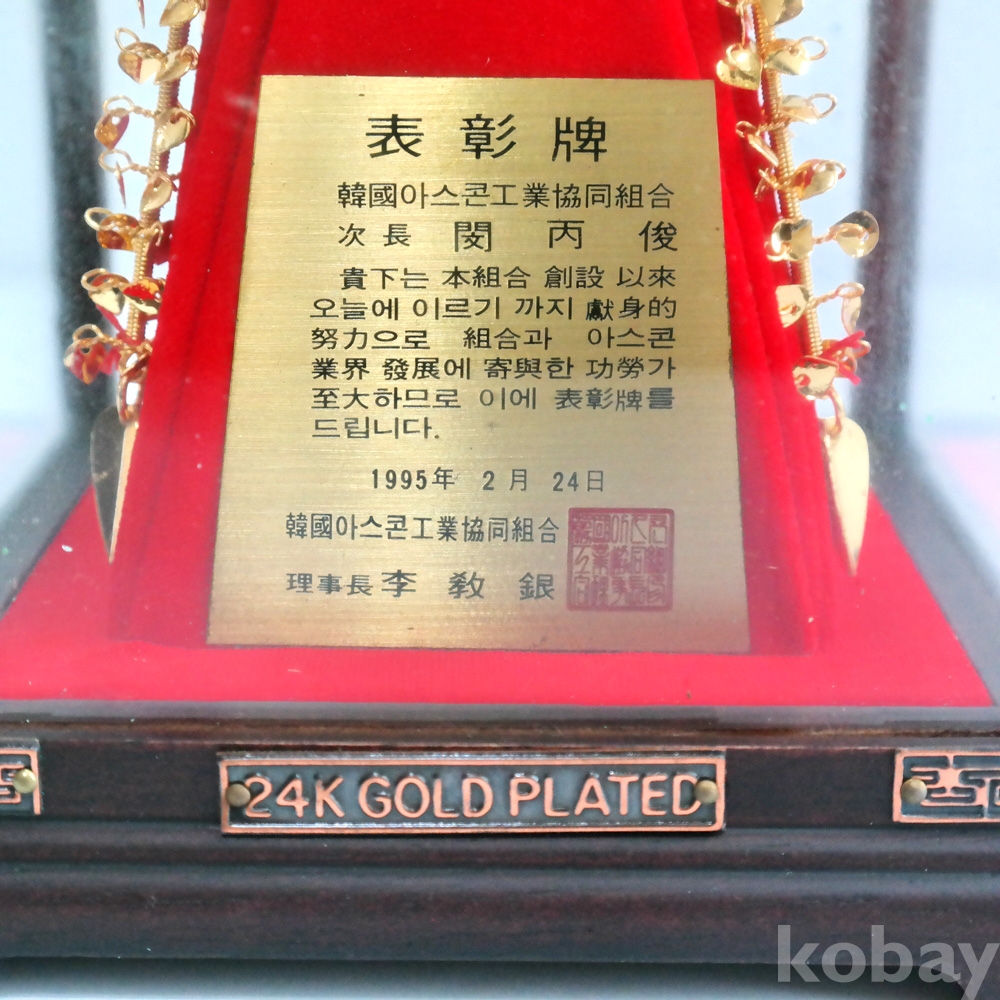 表彰牌
韓國아스콘工業協同組合
次長 閔丙俊
貴下는 本組合 創設 以來
오늘에 이르기 까지 獻身的
努力으로 組合과 아스콘
業界 發展에 寄與한 功勞가
至大하므로 이에 表彰牌를
드립니다.
1995年 2月 24日
韓國아스콘工業協同組合
理事長 李敎銀
24K GOLD PLATED
kobay